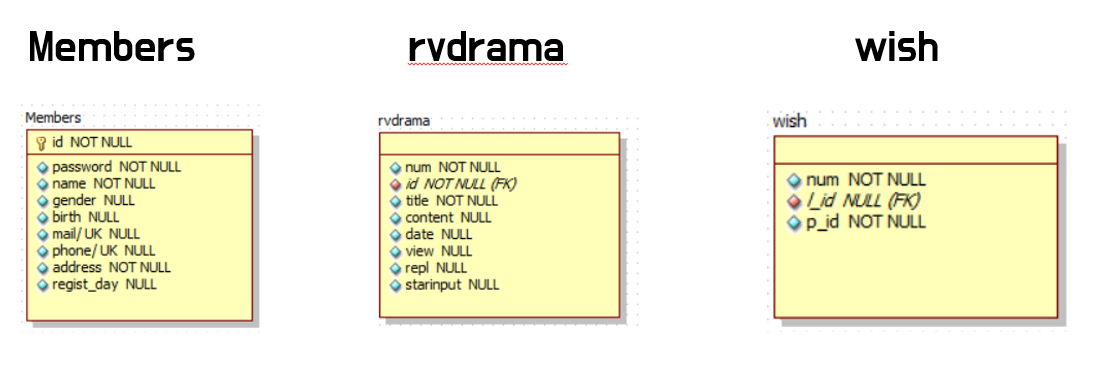 Members
rvdrama
wish
Members
id NOT NULL
password NOT NULL
name NOT NULL
gender NULL
birth NULL
mail/UK NULL
phone/UK NULL
address NOT NULL
regist_day NULL
rvdrama
num NOT NULL
id NOT NULL (FK)
title NOT NULL
content NULL
date NULL
view NULL
repl NULL
starinput NULL
wish
num NOT NULL
l_id NULL (FK)
p_id NOT NULL